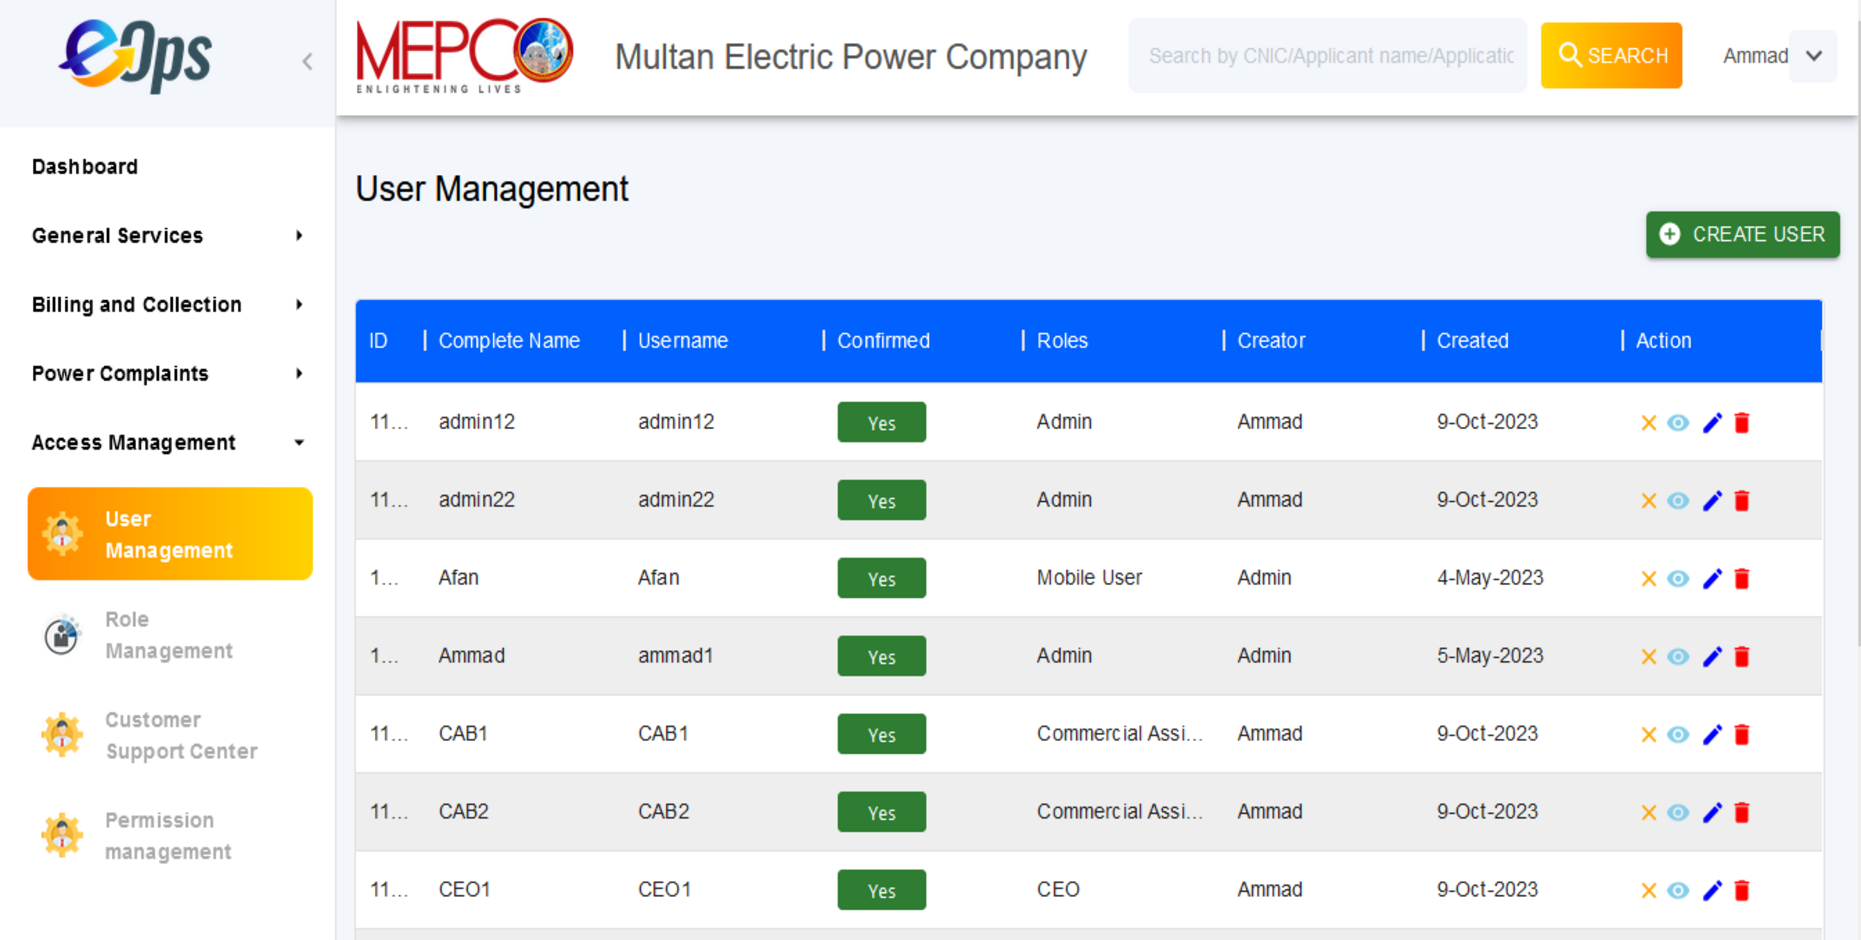 eOps
MEPCO
ENLIGHTENING LIVES
Multan Electric Power Company
Search by CNIC/Applicant name/Applicatic
SEARCH
Ammad
Dashboard
General Services
Billing and Collection
Power Complaints
Access Management
User
Management
Role
Management
Customer
Support Center
Permission
management
User Management
CREATE USER
ID Complete Name Username Confirmed Roles Creator Created Action
11... admin12 admin12 Yes Admin Ammad 9-Oct-2023
11... admin22 admin22 Yes Admin Ammad 9-Oct-2023
1... Afan Afan Yes Mobile User Admin 4-May-2023
1... Ammad ammad1 Yes Admin Admin 5-May-2023
11... CAB1 CAB1 Yes Commercial Assi... Ammad 9-Oct-2023
11... CAB2 CAB2 Yes Commercial Assi... Ammad 9-Oct-2023
11... CEO1 CEO1 Yes CEO Ammad 9-Oct-2023